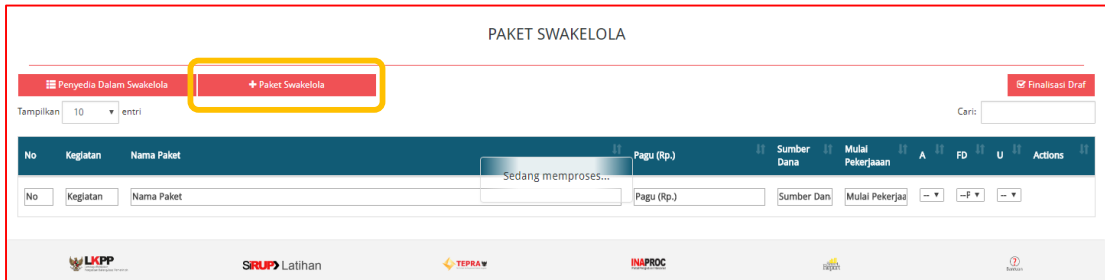 PAKET SWAKELOLA
Penyedia Dalam Swakelola
+ Paket Swakelola
Finalisasi Draf
Tampilkan 10 entri
Cari:
No Kegiatan Nama Paket Pagu (Rp.) Sumber Dana Mulai Pekerjaaan A FD U Actions
Sedang memproses...
No Kegiatan Nama Paket Pagu (Rp.) Sumber Dan Mulai Pekerjaa -- --F --
LKPP
SiRUP Latihan
TEPRA
INAPROC